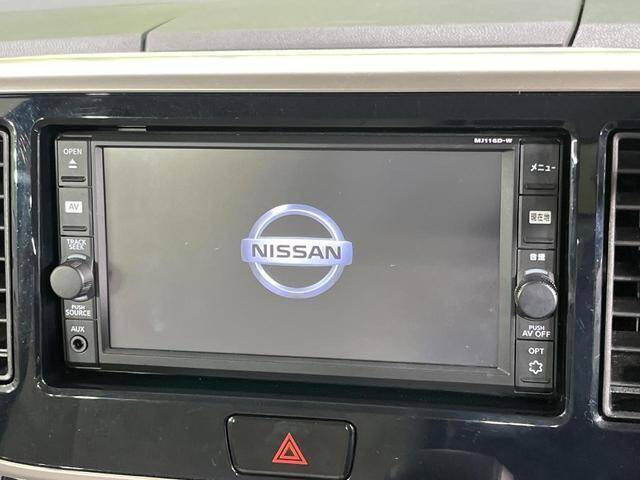 MJ116D-W
OPEN
AV
TRACK
SEEK
PUSH
SOURCE
AUX
NISSAN
メニュー
現在地
音量
PUSH
AV OFF
OPT